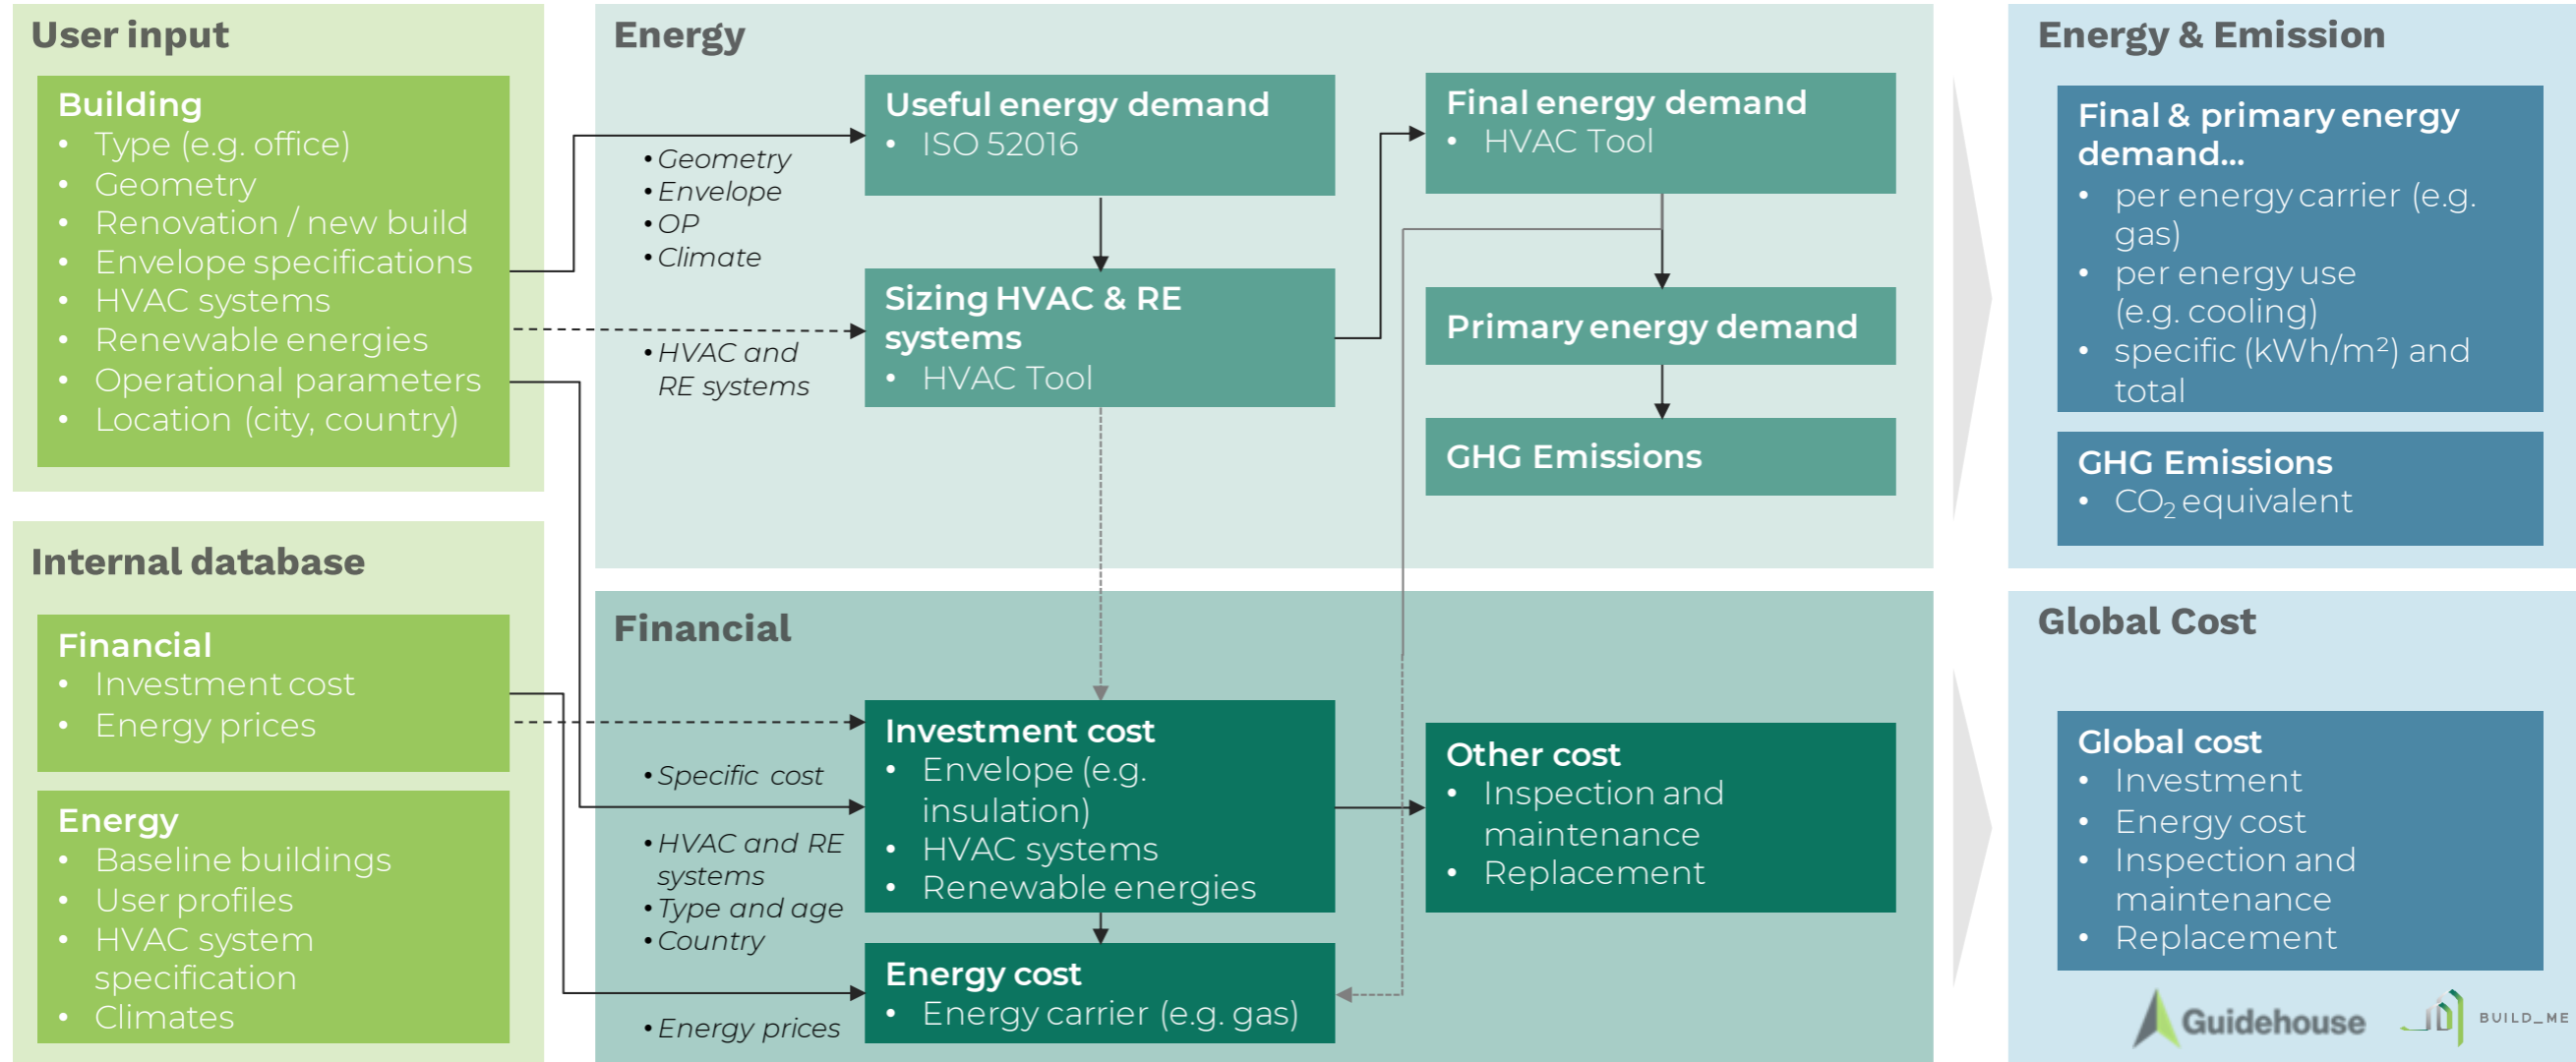 User input
Building
• Type (e.g. office)
• Geometry
• Renovation / new build
• Envelope specifications
• HVAC systems
• Renewable energies
• Operational parameters
• Location (city, country)
Internal database
Financial
• Investment cost
• Energy prices
Energy
• Baseline buildings
• User profiles
• HVAC system
specification
• Climates
Energy
• Geometry
• Envelope
• OP
• Climate
• HVAC and
RE systems
Useful energy demand
• ISO 52016
Sizing HVAC & RE
systems
• HVAC Tool
Final energy demand
• HVAC Tool
Primary energy demand
GHG Emissions
Financial
• Specific cost
• HVAC and RE
systems
• Type and age
• Country
• Energy prices
Investment cost
• Envelope (e.g.
insulation)
• HVAC systems
• Renewable energies
Energy cost
• Energy carrier (e.g. gas)
Other cost
• Inspection and
maintenance
• Replacement
Energy & Emission
Final & primary energy
demand...
• per energy carrier (e.g.
gas)
• per energy use
(e.g. cooling)
• specific (kWh/m²) and
total
GHG Emissions
• CO₂ equivalent
Global Cost
Global cost
• Investment
• Energy cost
• Inspection and
maintenance
• Replacement
Guidehouse
BUILD_ME